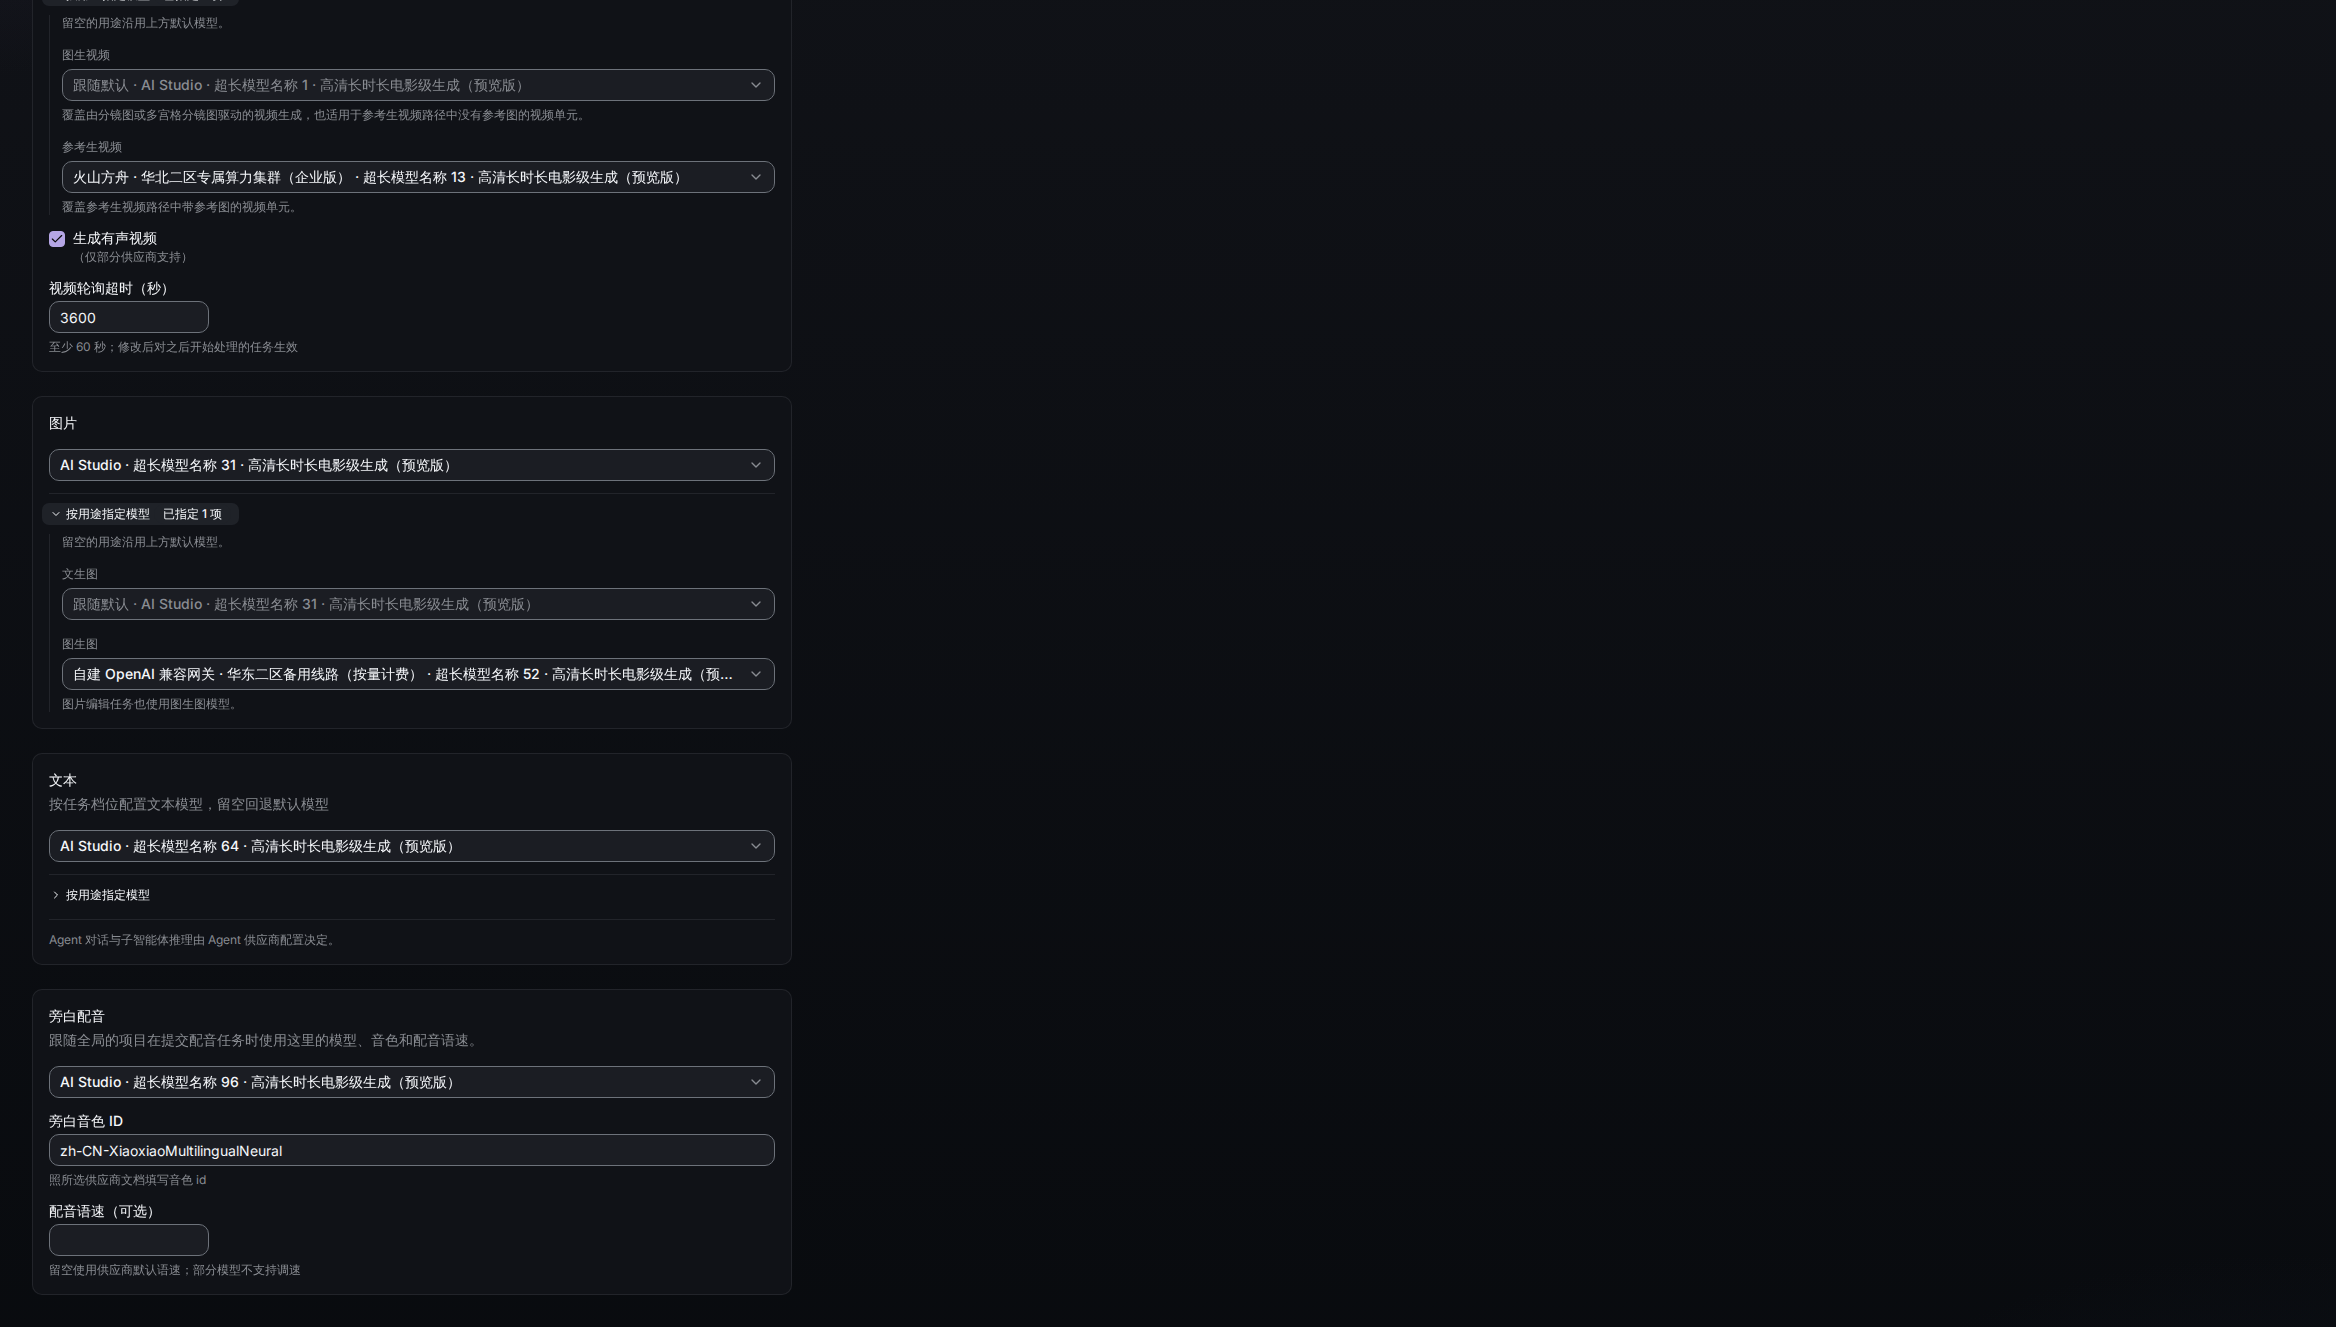 留空的用途沿用上方默认模型。
图生视频
跟随默认 · AI Studio · 超长模型名称 1 · 高清长时长电影级生成（预览版）
覆盖由分镜图或多宫格分镜图驱动的视频生成，也适用于参考生视频路径中没有参考图的视频单元。
参考生视频
火山方舟 · 华北二区专属算力集群（企业版） · 超长模型名称 13 · 高清长时长电影级生成（预览版）
覆盖参考生视频路径中带参考图的视频单元。
生成有声视频
（仅部分供应商支持）
视频轮询超时（秒）
3600
至少 60 秒；修改后对之后开始处理的任务生效
图片
AI Studio · 超长模型名称 31 · 高清长时长电影级生成（预览版）
按用途指定模型 已指定 1 项
留空的用途沿用上方默认模型。
文生图
跟随默认 · AI Studio · 超长模型名称 31 · 高清长时长电影级生成（预览版）
图生图
自建 OpenAI 兼容网关 · 华东二区备用线路（按量计费） · 超长模型名称 52 · 高清长时长电影级生成（预...
图片编辑任务也使用图生图模型。
文本
按任务档位配置文本模型，留空回退默认模型
AI Studio · 超长模型名称 64 · 高清长时长电影级生成（预览版）
按用途指定模型
Agent 对话与子智能体推理由 Agent 供应商配置决定。
旁白配音
跟随全局的项目在提交配音任务时使用这里的模型、音色和配音语速。
AI Studio · 超长模型名称 96 · 高清长时长电影级生成（预览版）
旁白音色 ID
zh-CN-XiaoxiaoMultilingualNeural
照所选供应商文档填写音色 id
配音语速（可选）
留空使用供应商默认语速；部分模型不支持调速